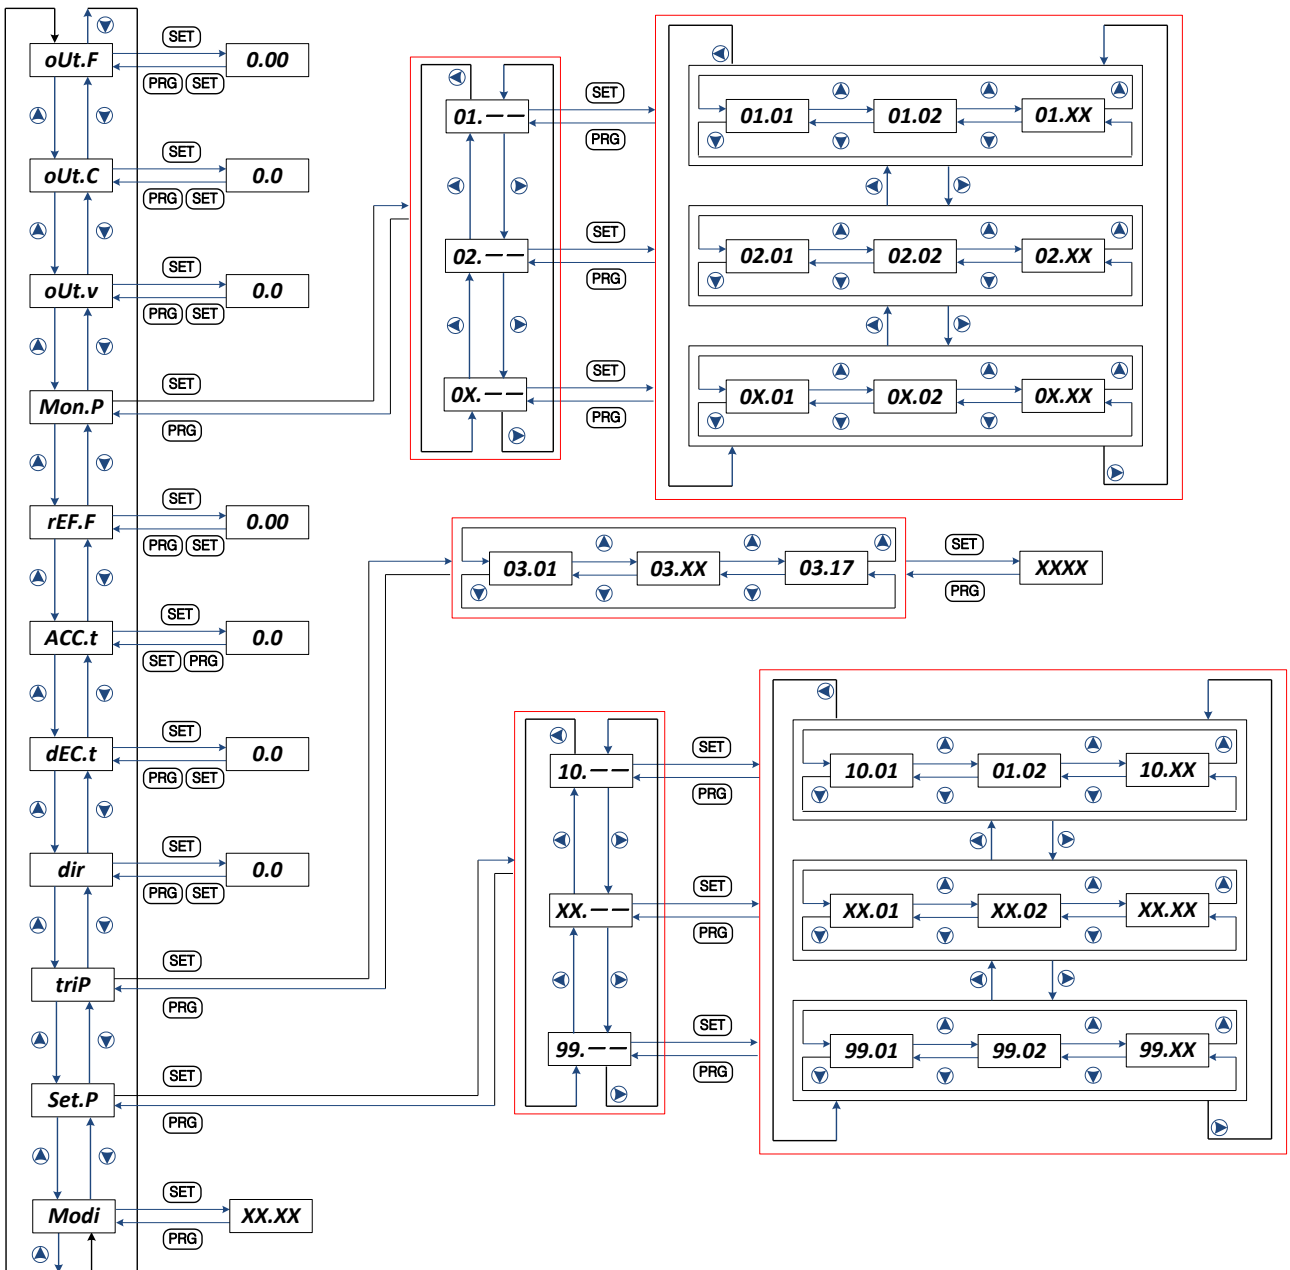 oUt.F
SET
PRG SET
0.00
oUt.C
SET
PRG SET
0.0
oUt.v
SET
PRG SET
0.0
Mon.P
SET
PRG
01.——
SET
PRG
02.——
SET
PRG
0X.——
SET
PRG
01.01 01.02 01.XX
02.01 02.02 02.XX
0X.01 0X.02 0X.XX
rEF.F
SET
PRG SET
0.00
ACC.t
SET
SET PRG
0.0
dEC.t
SET
PRG SET
0.0
dir
SET
PRG SET
0.0
triP
SET
PRG
03.01 03.XX 03.17
SET
PRG
XXXX
Set.P
SET
PRG
10.——
SET
PRG
XX.——
SET
PRG
99.——
SET
PRG
10.01 01.02 10.XX
XX.01 XX.02 XX.XX
99.01 99.02 99.XX
Modi
SET
PRG
XX.XX